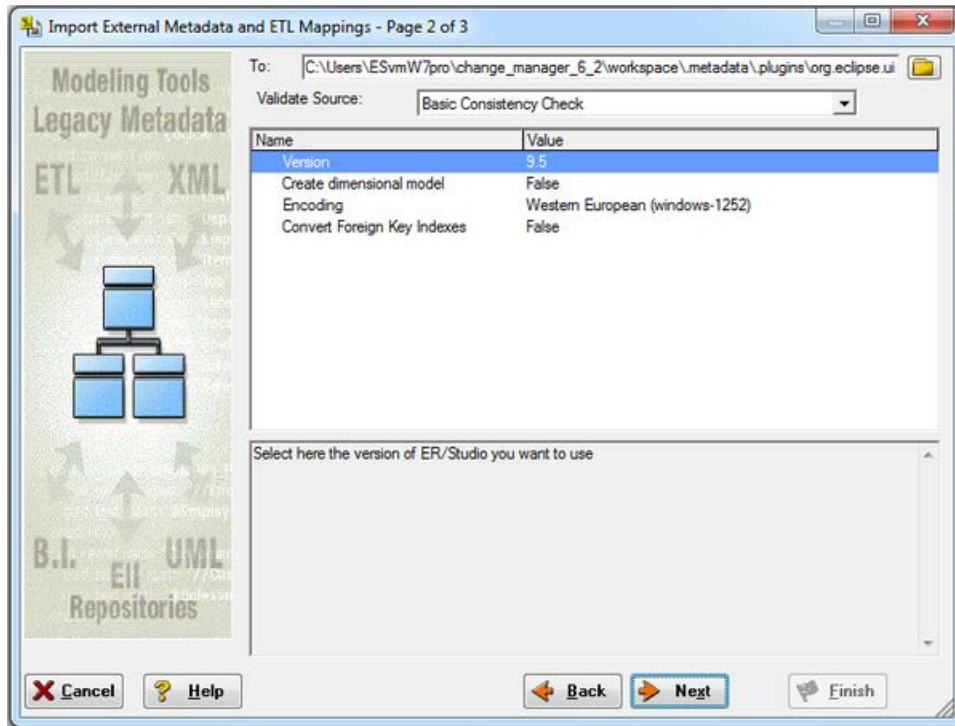 Import External Metadata and ETL Mappings - Page 2 of 3
Modeling Tools
Legacy Metadata
ETL XML
B.I. UML
EII
Repositories
To: C:\Users\ESvmW7pro\change_manager_6_2\workspace\.metadata\.plugins\org.eclipse.ui
Validate Source: Basic Consistency Check
Name Value
Version 9.5
Create dimensional model False
Encoding Western European (windows-1252)
Convert Foreign Key Indexes False
Select here the version of ER/Studio you want to use
Cancel Help Back Next Finish